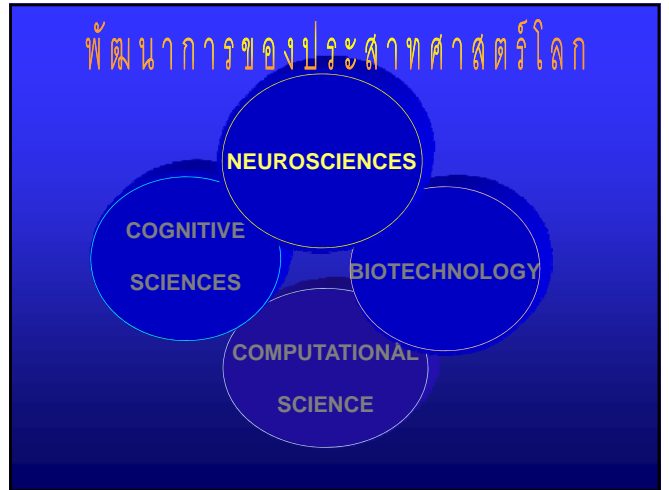 พัฒนาการของประสาทศาสตร์โลก
NEUROSCIENCES
COGNITIVE
SCIENCES
BIOTECHNOLOGY
COMPUTATIONAL
SCIENCE